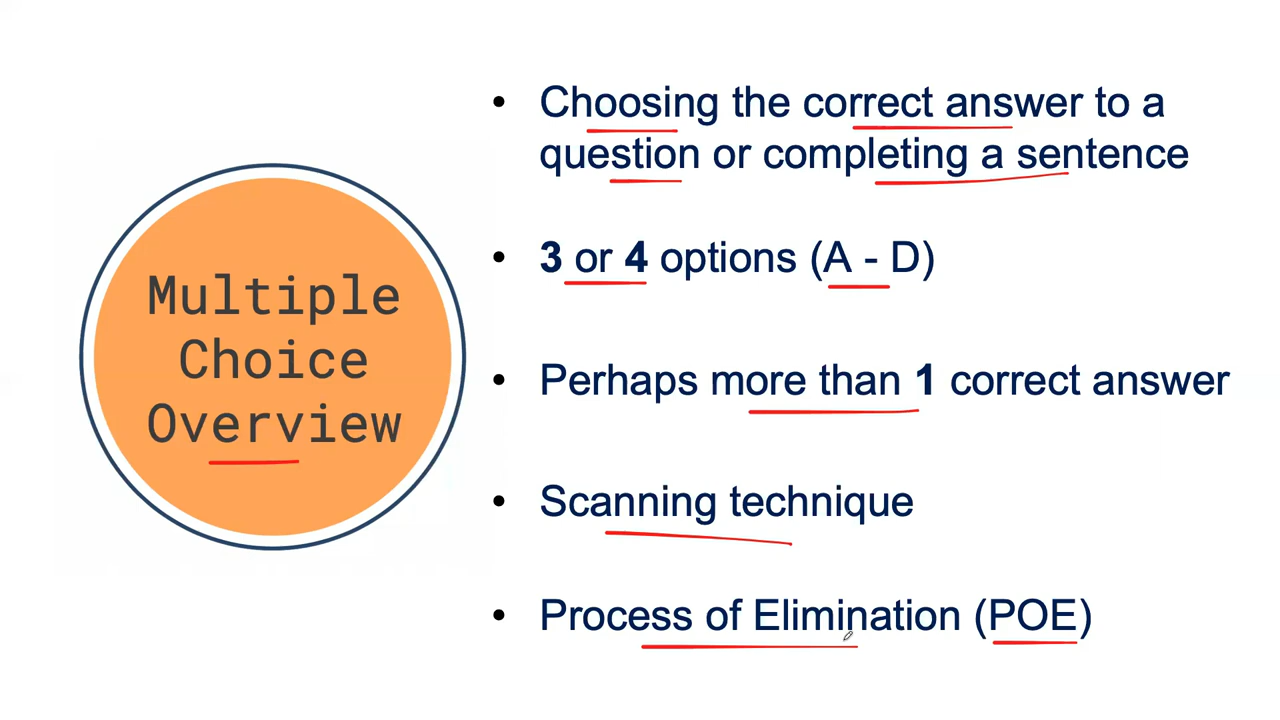 Multiple
Choice
Overview
• Choosing the correct answer to a
question or completing a sentence
• 3 or 4 options (A - D)
• Perhaps more than 1 correct answer
• Scanning technique
• Process of Elimination (POE)